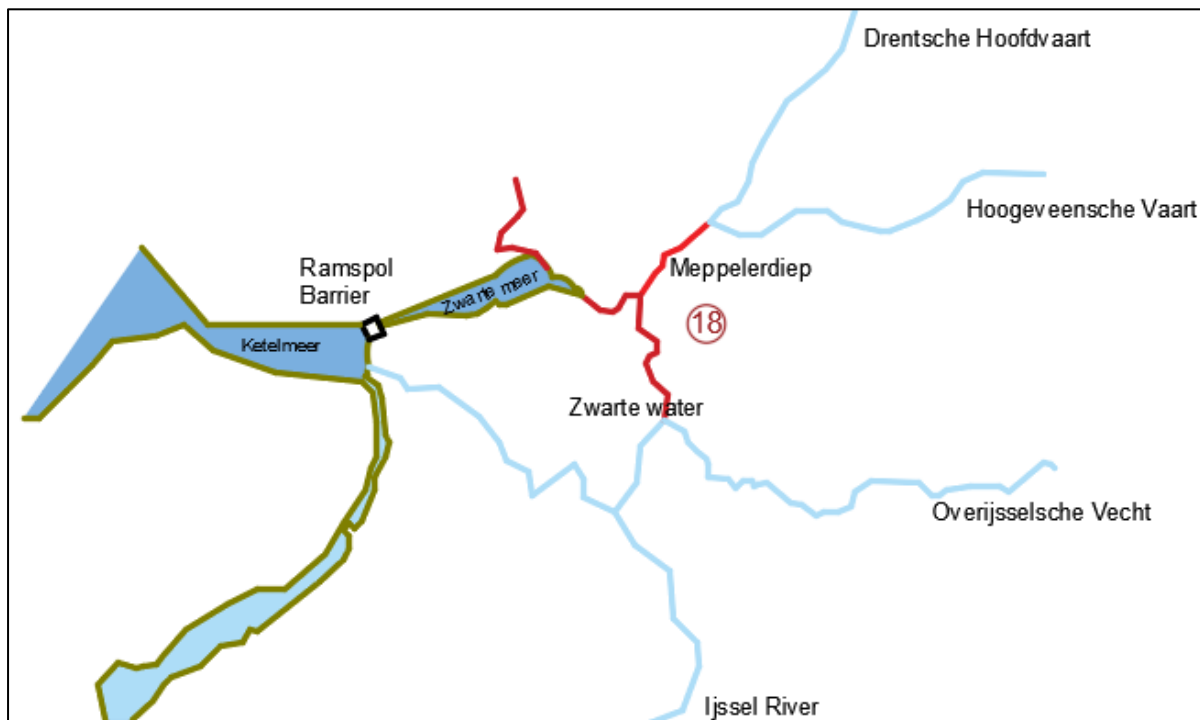 Drentsche Hoofdvaart
Hoogeveensche Vaart
Ramspol
Barrier
Zwarte meer
Meppelerdiep
18
Ketelmeer
Zwarte water
Overijsselsche Vecht
Ijssel River